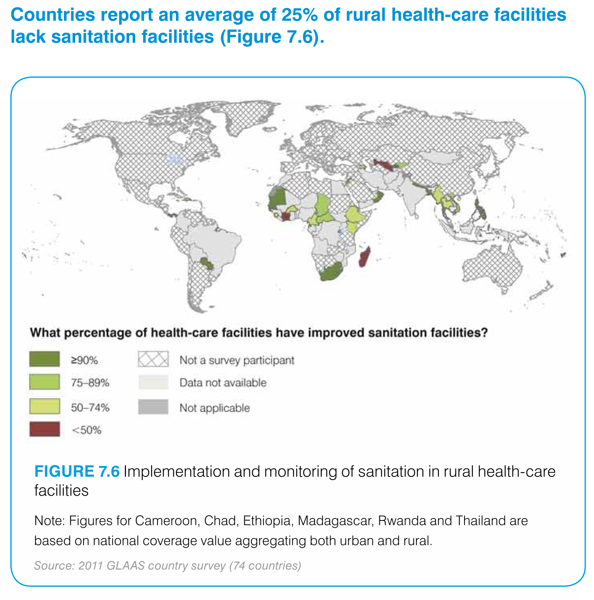 Countries report an average of 25% of rural health-care facilities
lack sanitation facilities (Figure 7.6).
What percentage of health-care facilities have improved sanitation facilities?
≥90%
75–89%
50–74%
<50%
Not a survey participant
Data not available
Not applicable
FIGURE 7.6 Implementation and monitoring of sanitation in rural health-care
facilities
Note: Figures for Cameroon, Chad, Ethiopia, Madagascar, Rwanda and Thailand are
based on national coverage value aggregating both urban and rural.
Source: 2011 GLAAS country survey (74 countries)